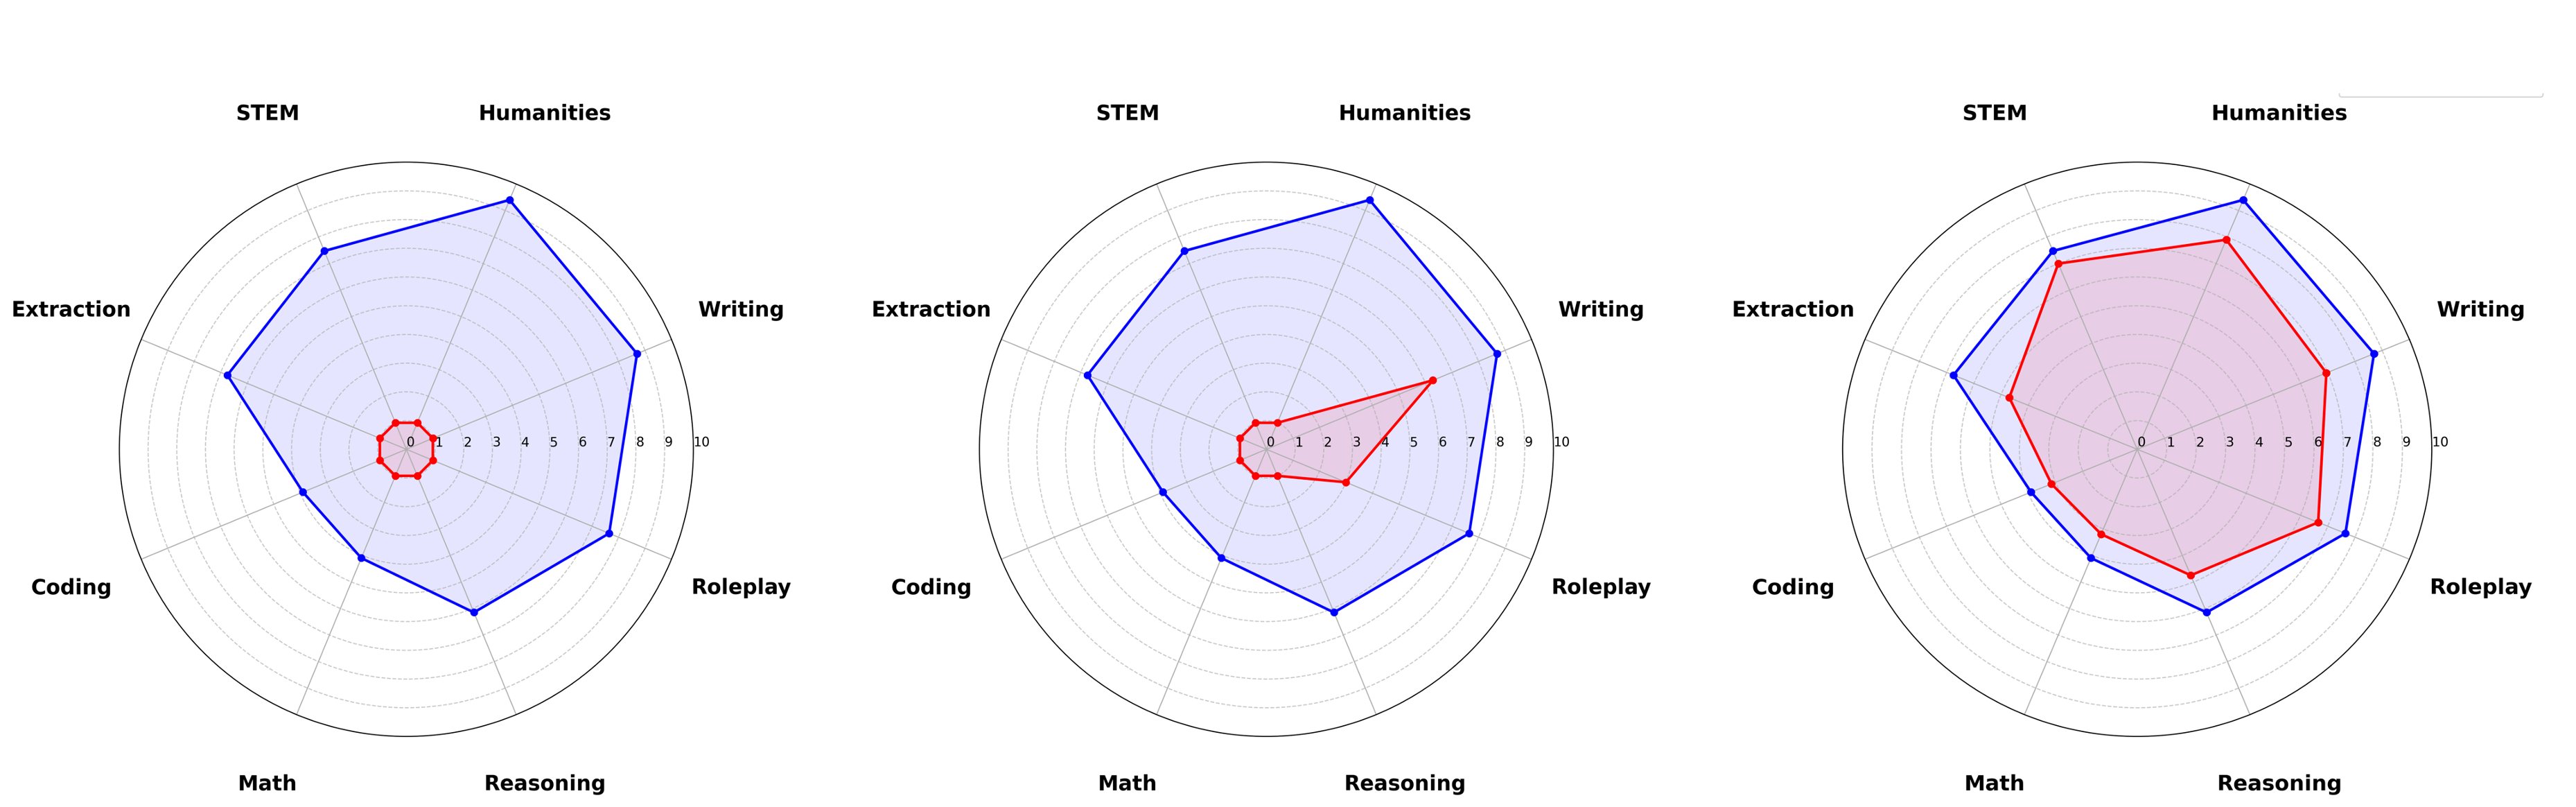 STEM Humanities
Extraction Writing
0 1 2 3 4 5 6 7 8 9 10
Coding Roleplay
Math Reasoning
STEM Humanities
Extraction Writing
0 1 2 3 4 5 6 7 8 9 10
Coding Roleplay
Math Reasoning
STEM Humanities
Extraction Writing
0 1 2 3 4 5 6 7 8 9 10
Coding Roleplay
Math Reasoning